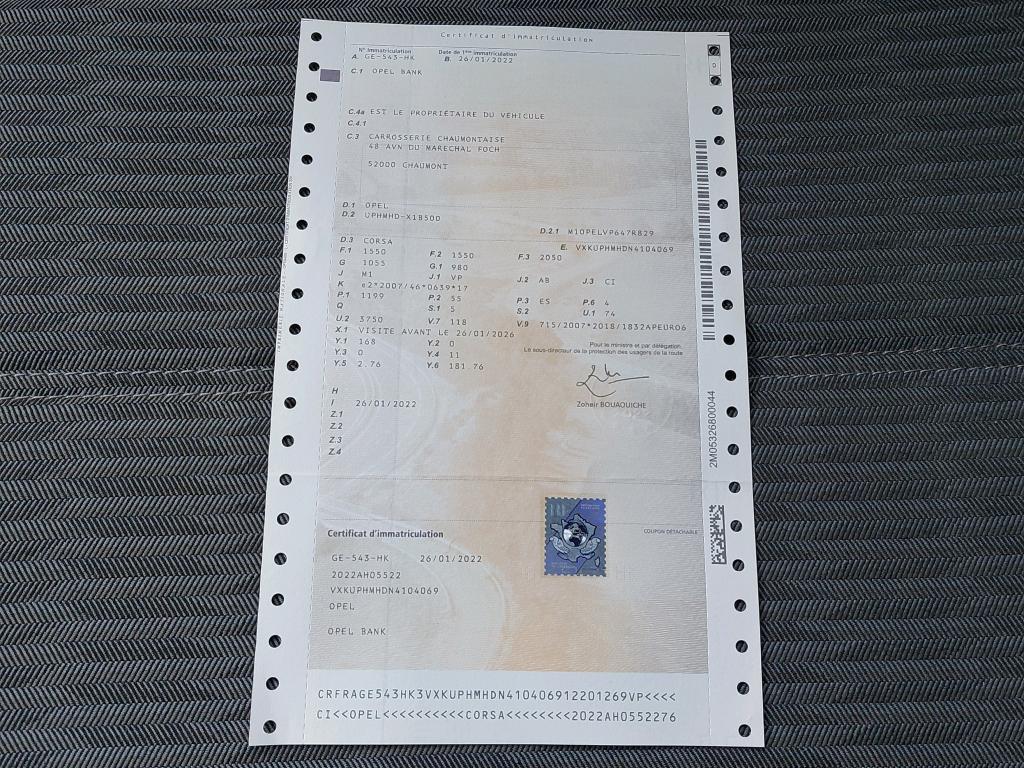 Certificat d'immatriculation
N° Immatriculation Date de 1ère immatriculation
A. GE-543-HK B. 26/01/2022
C.1 OPEL BANK
C.4a EST LE PROPRIÉTAIRE DU VÉHICULE
C.4.1
C.3 CARROSSERIE CHAUMONTAISE
48 AVN DU MARECHAL FOCH
52000 CHAUMONT
D.1 OPEL
D.2 UPHMHD-X1B500
D.2.1 M10PELVP647R829
D.3 CORSA E. VXKUPHMHDN4104069
F.1 1550 F.2 1550 F.3 2050
G 1055 G.1 980
J M1 J.1 VP J.2 AB J.3 CI
K e2*2007/46*0639*17
P.1 1199 P.2 55 P.3 ES P.6 4
Q S.1 5 S.2 U.1 74
U.2 3750 V.7 118 V.9 715/2007*2018/1832APEURO6
X.1 VISITE AVANT LE 26/01/2026
Y.1 168 Y.2 0
Y.3 0 Y.4 11
Y.5 2.76 Y.6 181.76
Pour le ministre et par délégation,
Le sous-directeur de la protection des usagers de la route
Zoheir BOUAOUICHE
H
I 26/01/2022
Z.1
Z.2
Z.3
Z.4
2M05326800044
COUPON DÉTACHABLE
Certificat d'immatriculation
GE-543-HK 26/01/2022
2022AH05522
VXKUPHMHDN4104069
OPEL
OPEL BANK
CRFRAGE543HK3VXKUPHMHDN410406912201269VP<<<<
CI<<OPEL<<<<<<<<<<CORSA<<<<<<<<2022AH0552276